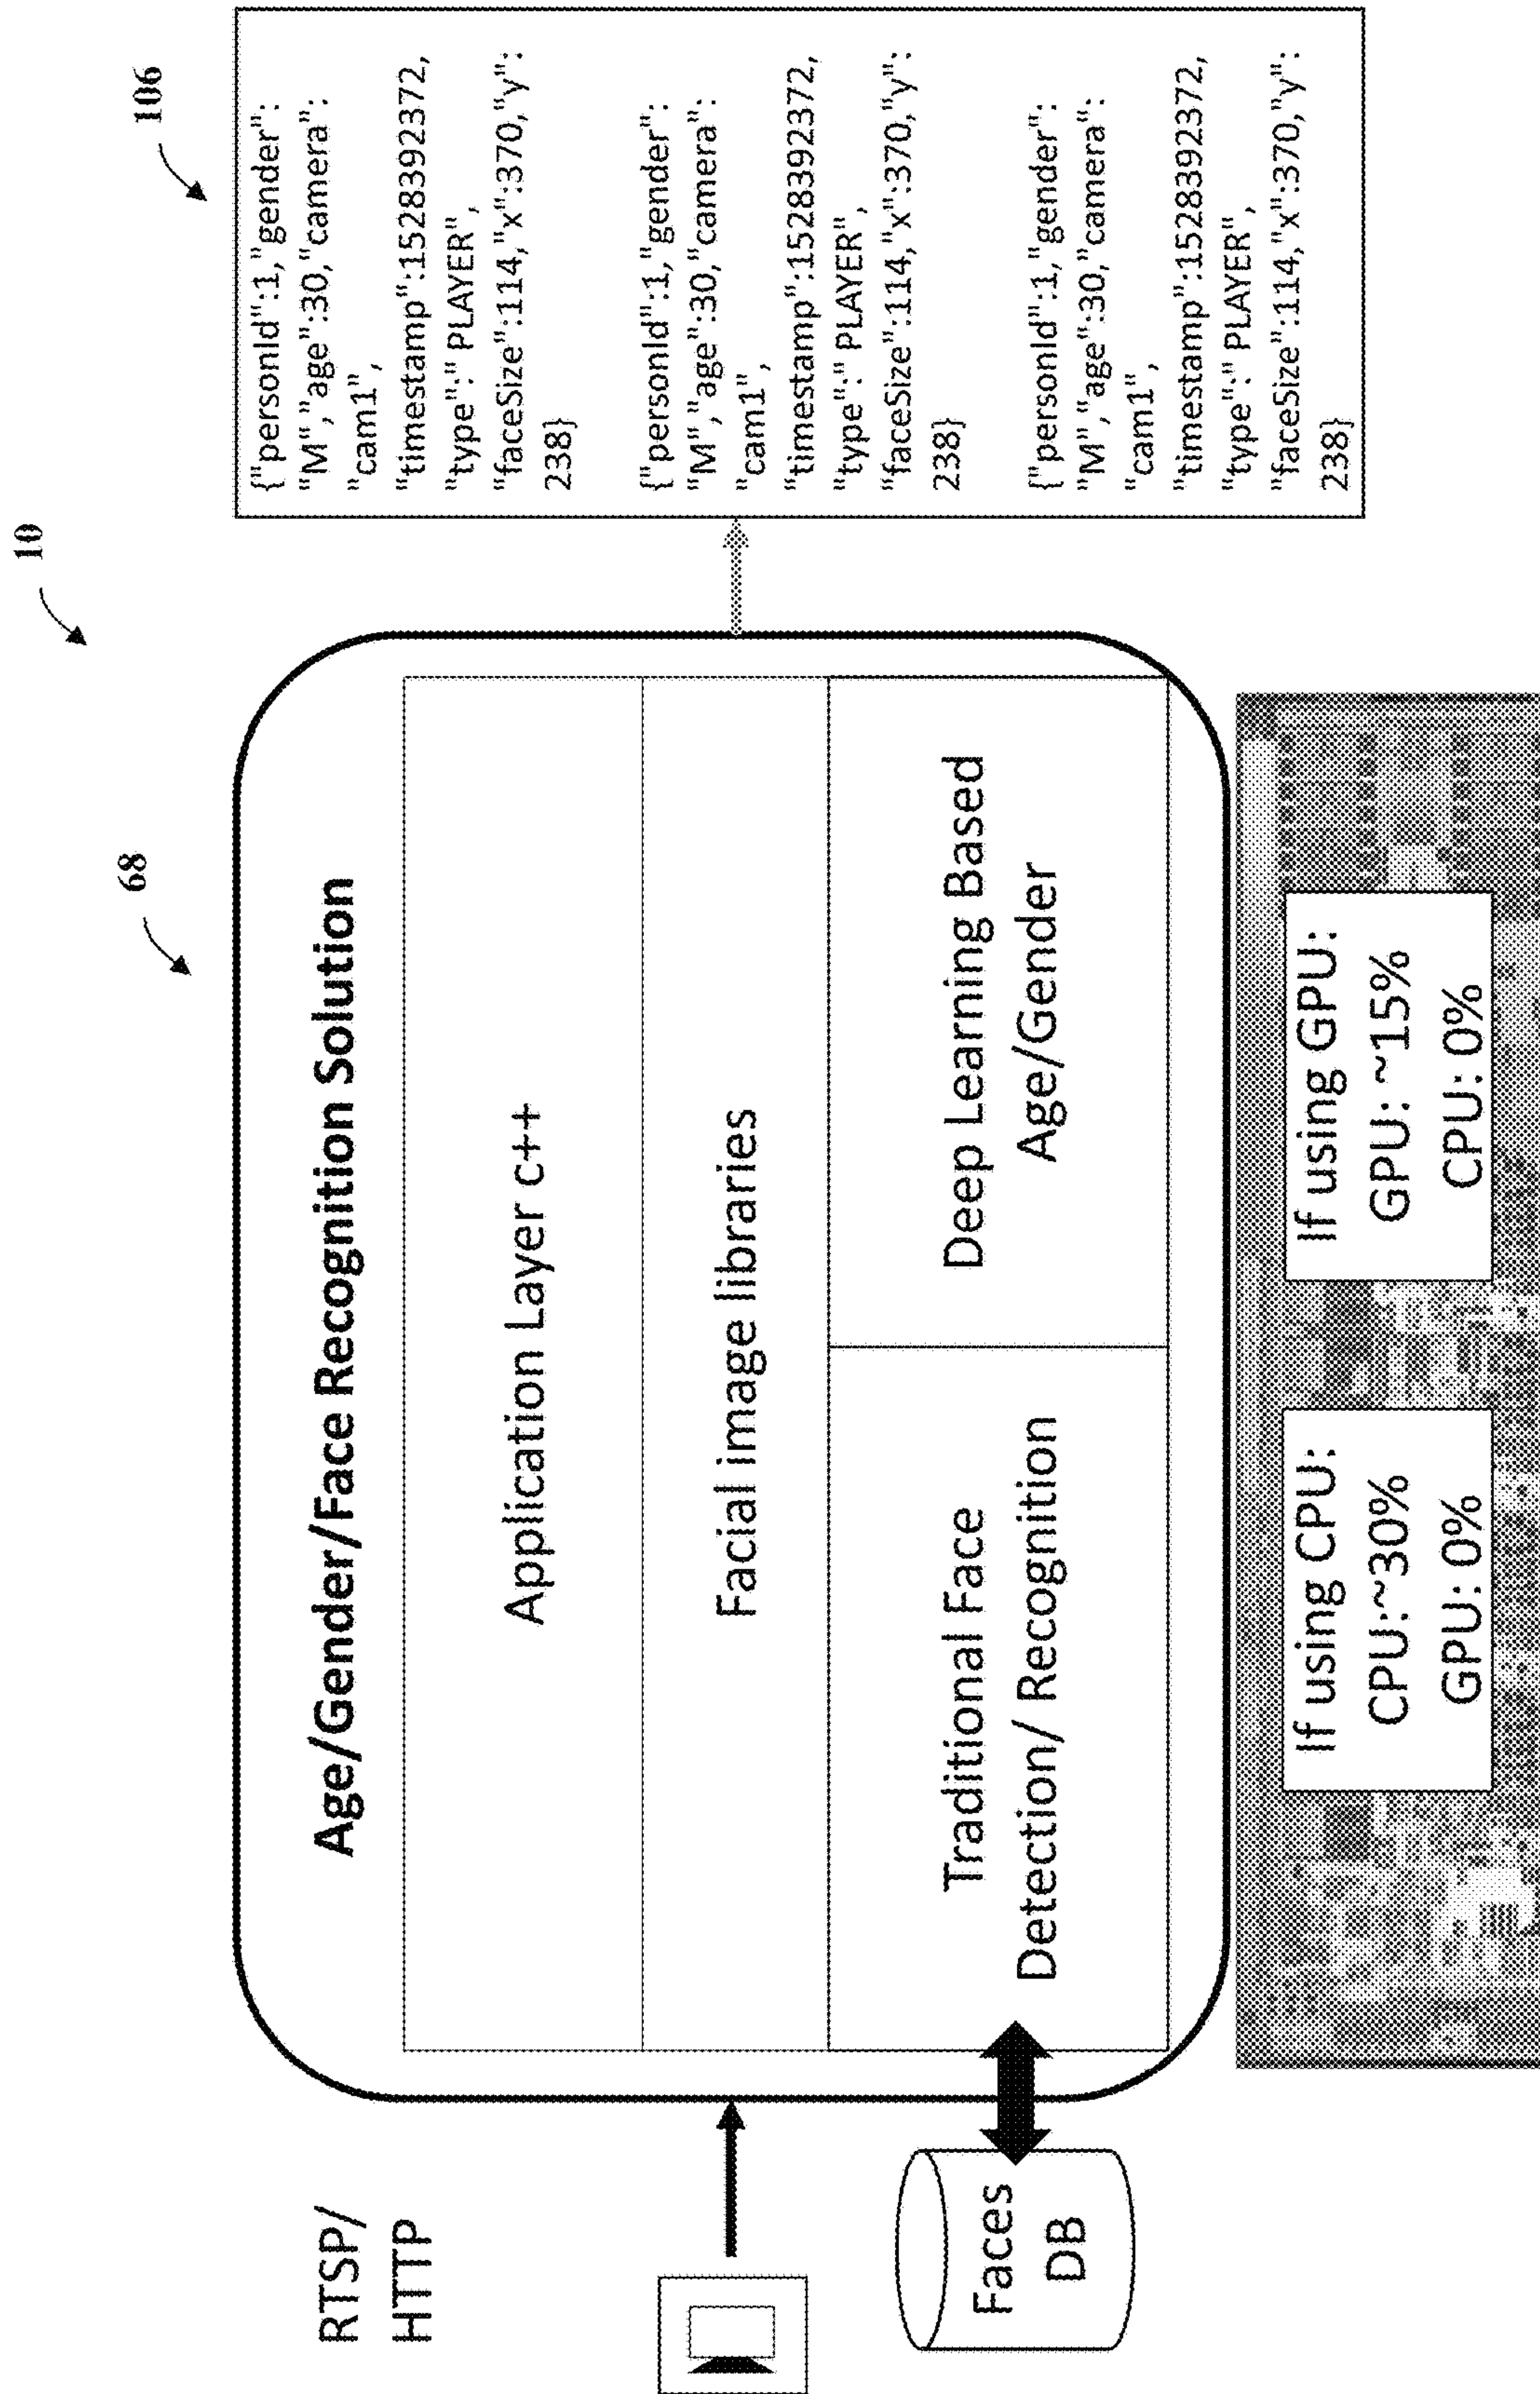 10
68
106
RTSP/
HTTP
Faces
DB
Age/Gender/Face Recognition Solution
Application Layer c++
Facial image libraries
Traditional Face
Detection/ Recognition
Deep Learning Based
Age/Gender
If using CPU:
CPU:~30%
GPU: 0%
If using GPU:
GPU: ~15%
CPU: 0%
{"personId":1,"gender":
"M","age":30,"camera":
"cam1",
"timestamp":1528392372,
"type":" PLAYER",
"faceSize":114,"x":370,"y":
238}
{"personId":1,"gender":
"M","age":30,"camera":
"cam1",
"timestamp":1528392372,
"type":" PLAYER",
"faceSize":114,"x":370,"y":
238}
{"personId":1,"gender":
"M","age":30,"camera":
"cam1",
"timestamp":1528392372,
"type":" PLAYER",
"faceSize":114,"x":370,"y":
238}